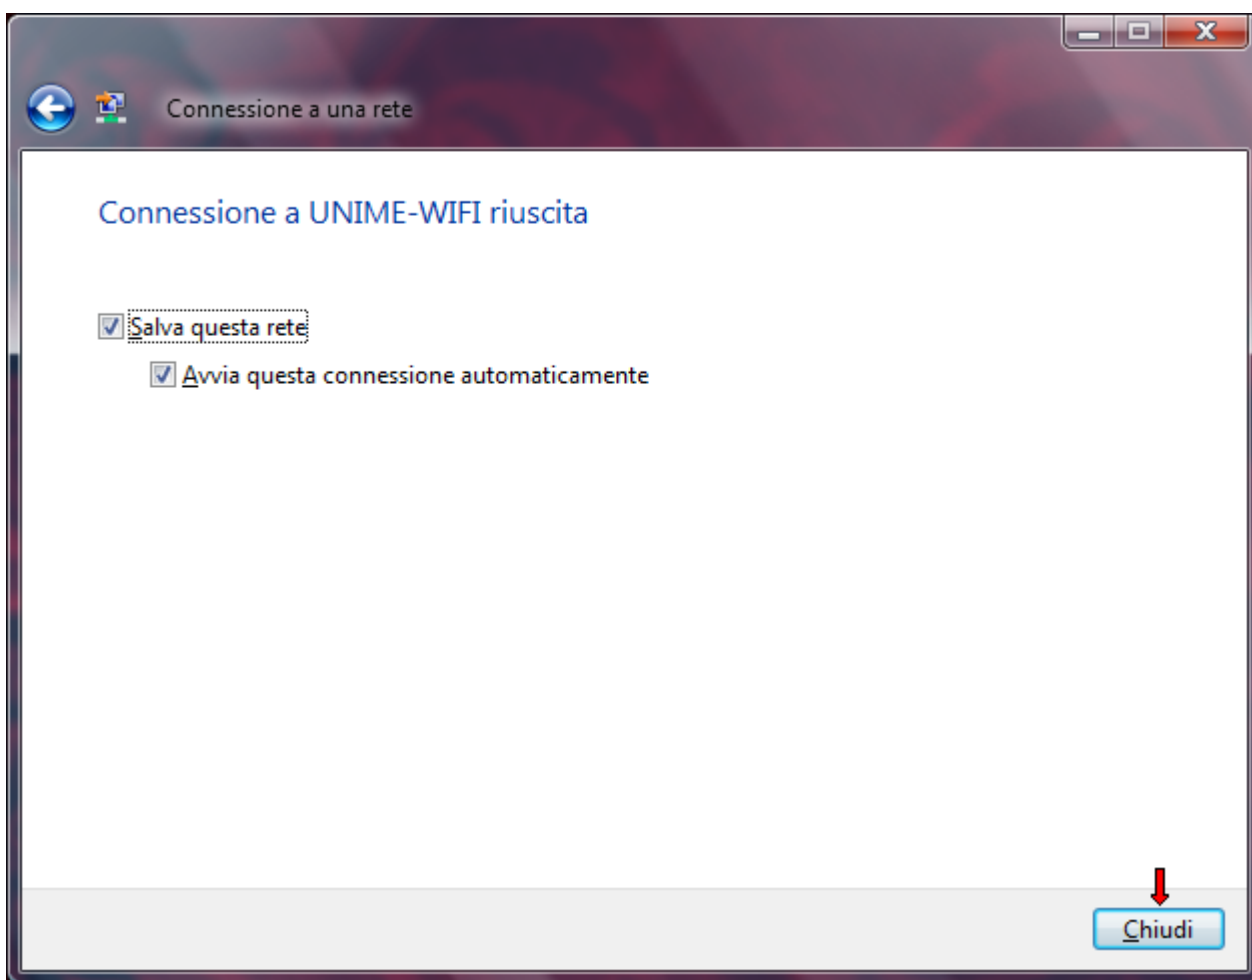 Connessione a una rete
Connessione a UNIME-WIFI riuscita
Salva questa rete
Avvia questa connessione automaticamente
Chiudi